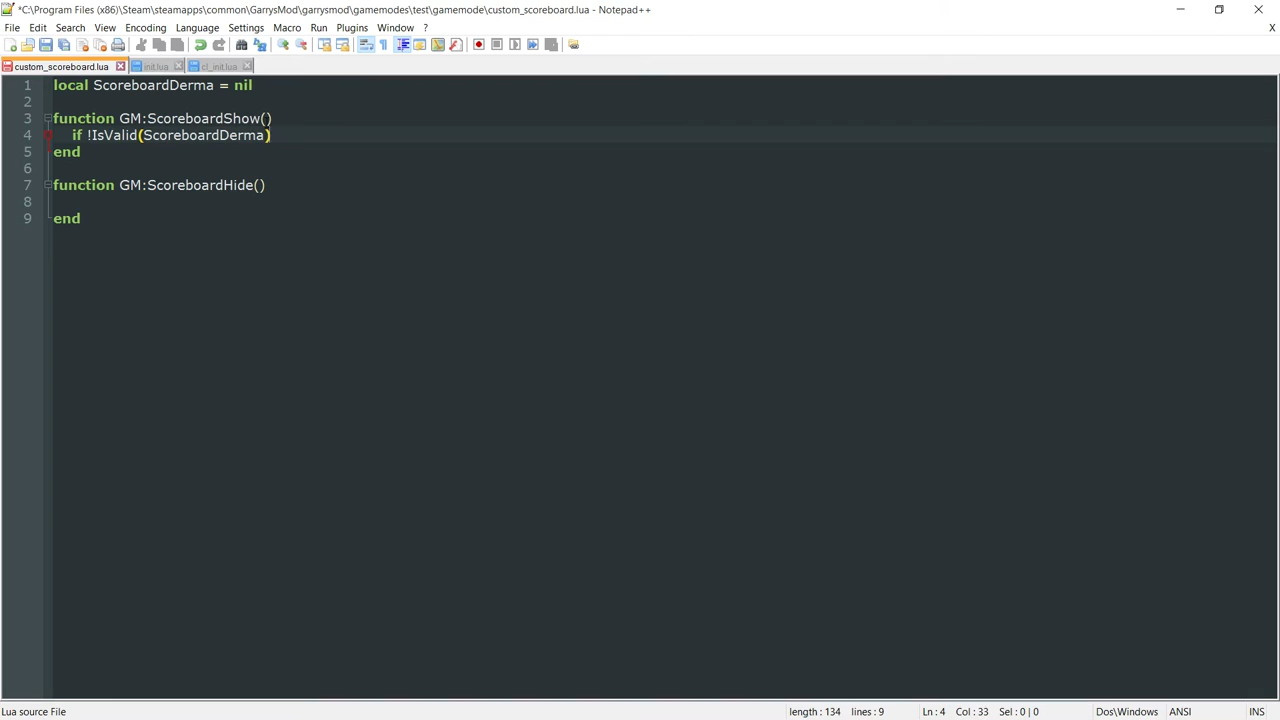 *C:\Program Files (x86)\Steam\steamapps\common\GarrysMod\garrysmod\gamemodes\test\gamemode\custom_scoreboard.lua - Notepad++
File Edit Search View Encoding Language Settings Macro Run Plugins Window ? X
custom_scoreboard.lua init.lua cl_init.lua
1 local ScoreboardDerma = nil
2
3 function GM:ScoreboardShow()
4 if !IsValid(ScoreboardDerma)
5 end
6
7 function GM:ScoreboardHide()
8
9 end
Lua source File length : 134 lines : 9 Ln : 4 Col : 33 Sel : 0 | 0 Dos\Windows ANSI INS